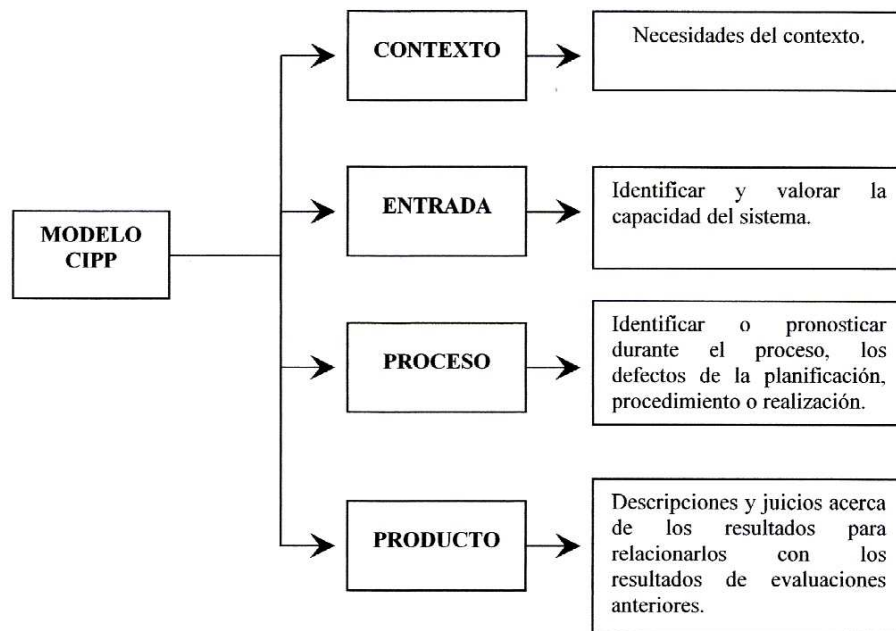 CONTEXTO
Necesidades del contexto.
ENTRADA
Identificar y valorar la
capacidad del sistema.
MODELO
CIPP
PROCESO
Identificar o pronosticar
durante el proceso, los
defectos de la planificación,
procedimiento o realización.
PRODUCTO
Descripciones y juicios acerca
de los resultados para
relacionarlos con los
resultados de evaluaciones
anteriores.